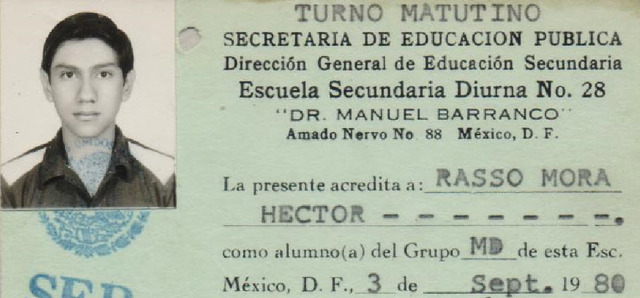 TURNO MATUTINO
SECRETARIA DE EDUCACION PUBLICA
Dirección General de Educación Secundaria
Escuela Secundaria Diurna No. 28
"DR. MANUEL BARRANCO"
Amado Nervo No 88 México, D. F.
La presente acredita a: RASSO MORA
HECTOR - - - - - - -.
como alumno(a) del Grupo MD de esta Esc.
México, D. F., 3 de Sept. 1980
SEP